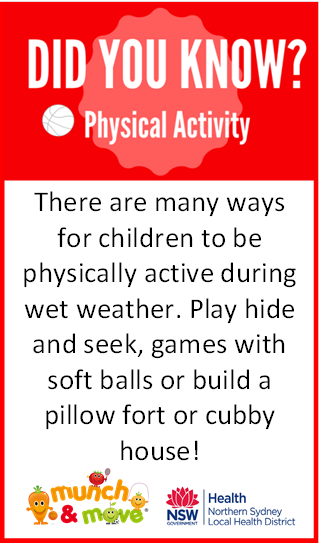 DID YOU KNOW?
Physical Activity
There are many ways
for children to be
physically active during
wet weather. Play hide
and seek, games with
soft balls or build a
pillow fort or cubby
house!
munch
& move
NSW
GOVERNMENT
Health
Northern Sydney
Local Health District